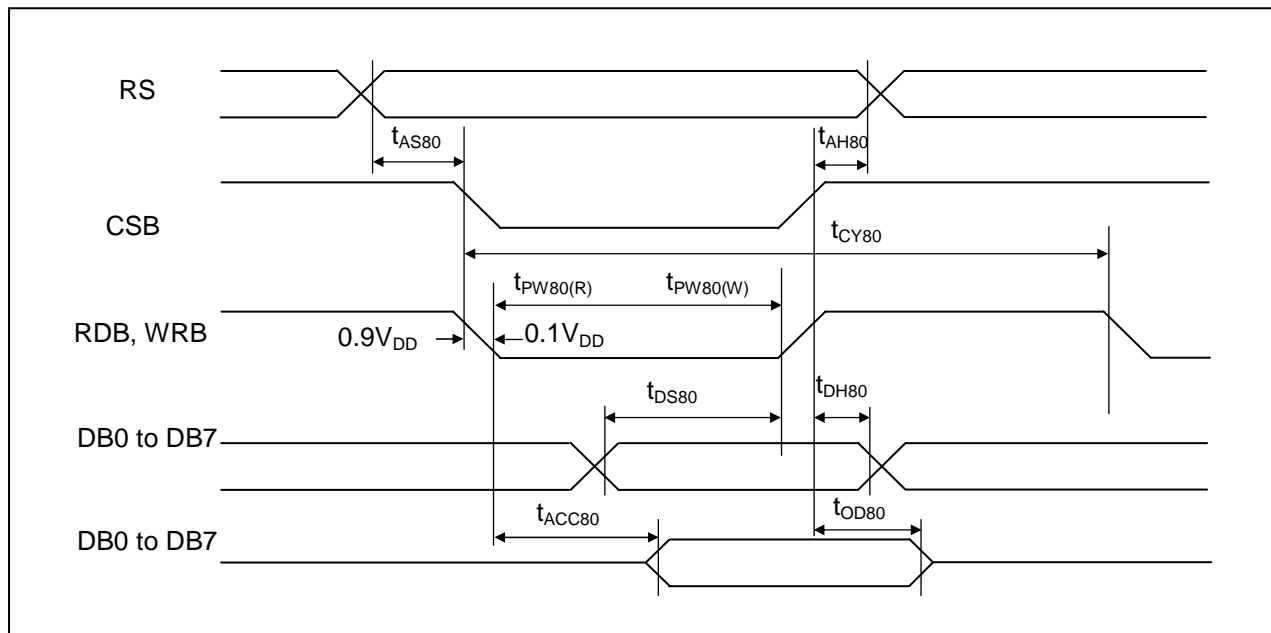 RS
tAS80
tAH80
CSB
tCY80
tPW80(R) tPW80(W)
RDB, WRB
0.9VDD
0.1VDD
tDS80
tDH80
DB0 to DB7
tACC80
tOD80
DB0 to DB7